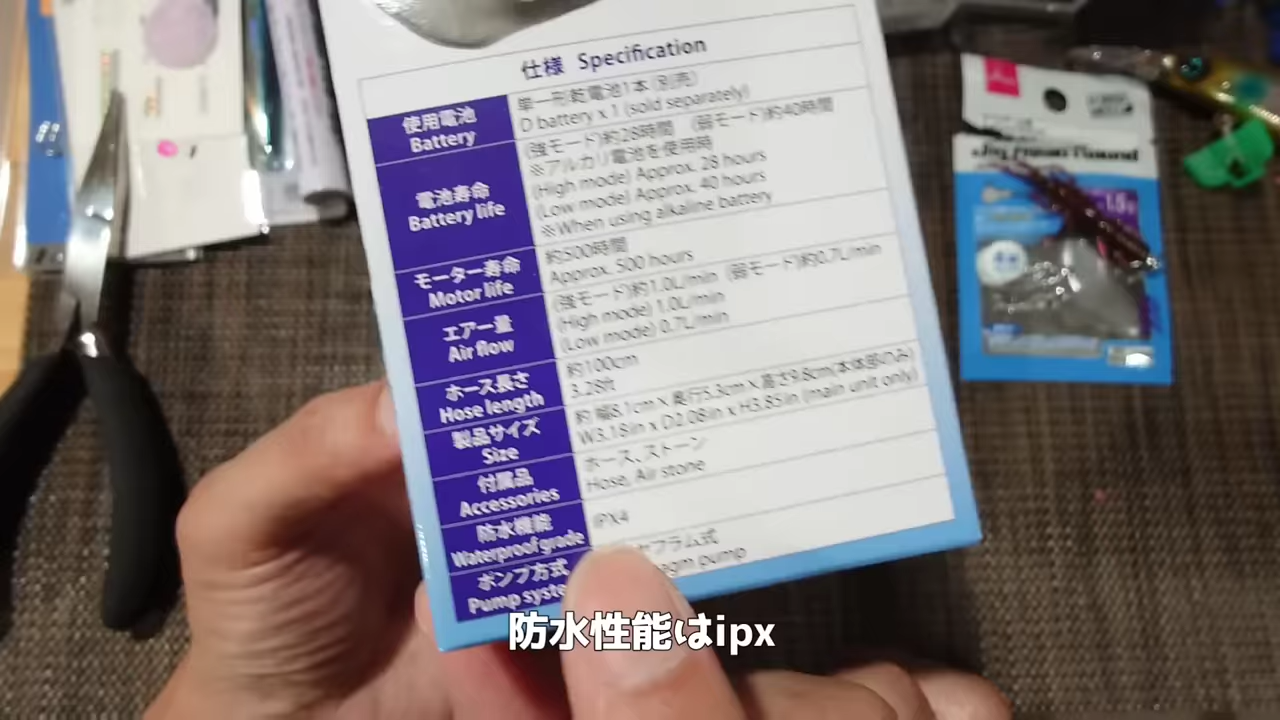 仕様 Specification
使用電池
Battery
単一形乾電池1本(別売)
D battery x 1 (sold separately)
電池寿命
Battery life
(強モード)約28時間 (弱モード)約40時間
※アルカリ電池を使用時
(High mode) Approx. 28 hours
(Low mode) Approx. 40 hours
※When using alkaline battery
モーター寿命
Motor life
約500時間
Approx. 500 hours
エアー量
Air flow
(強モード)約1.0L/min (弱モード)約0.7L/min
(High mode) 1.0L/min
(Low mode) 0.7L/min
ホース長さ
Hose length
約100cm
3.28ft
製品サイズ
Size
約 幅8.1cm×奥行5.3cm×高さ9.8cm(本体部のみ)
W3.18in x D2.08in x H3.85in (main unit only)
付属品
Accessories
ホース、ストーン
Hose, Air stone
防水機能
Waterproof grade
IPX4
ポンプ方式
Pump syste
ャフラム式
agm pump
防水性能はipx